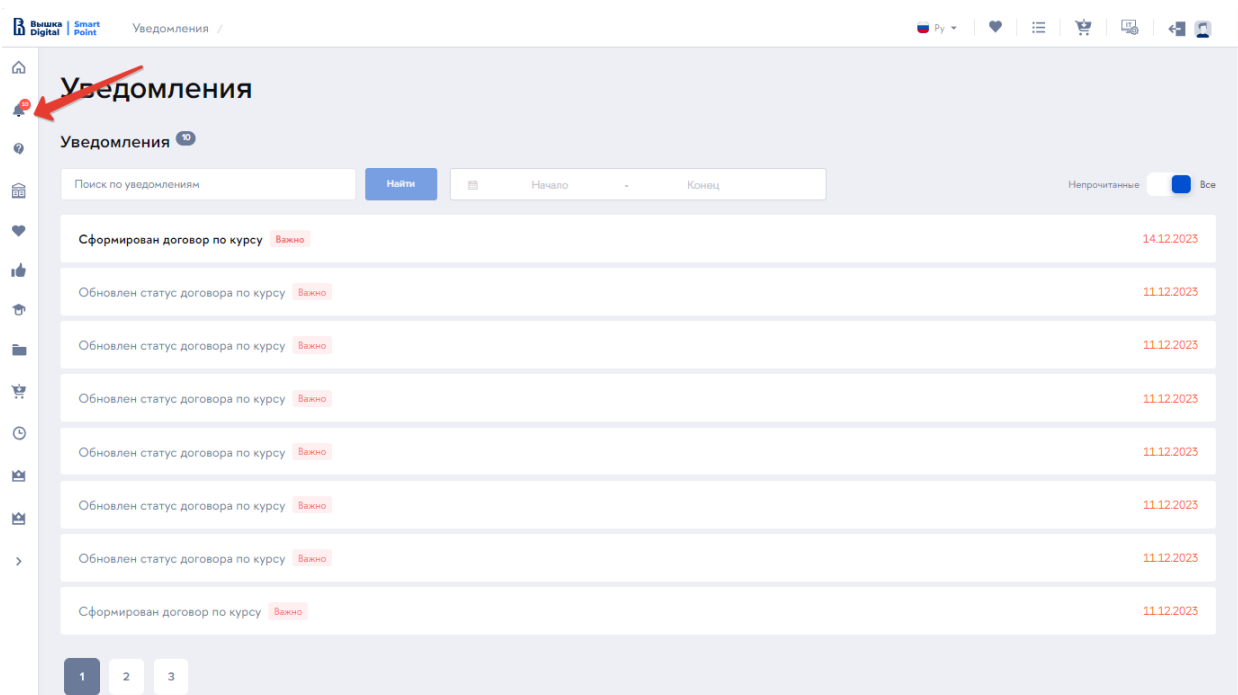 Вышка Digital | Smart Point
Уведомления /
Ру
Уведомления
10
Уведомления 10
Поиск по уведомлениям
Найти
Начало - Конец
Непрочитанные
Все
Сформирован договор по курсу Важно 14.12.2023
Обновлен статус договора по курсу Важно 11.12.2023
Обновлен статус договора по курсу Важно 11.12.2023
Обновлен статус договора по курсу Важно 11.12.2023
Обновлен статус договора по курсу Важно 11.12.2023
Обновлен статус договора по курсу Важно 11.12.2023
Обновлен статус договора по курсу Важно 11.12.2023
Сформирован договор по курсу Важно 11.12.2023
1 2 3